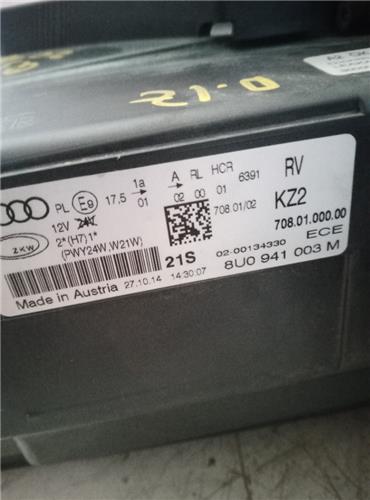 21.0
PL E9 17,5 1a 01 A 02 RL 00 HCR 01 6391 RV
12V
2*(H7)1*
(PWY24W,W21W)
ZKW
708.01/02 KZ2
708.01.000.00
ECE
21S 02-00134330
8U0 941 003 M
Made in Austria 27.10.14 14:30:07